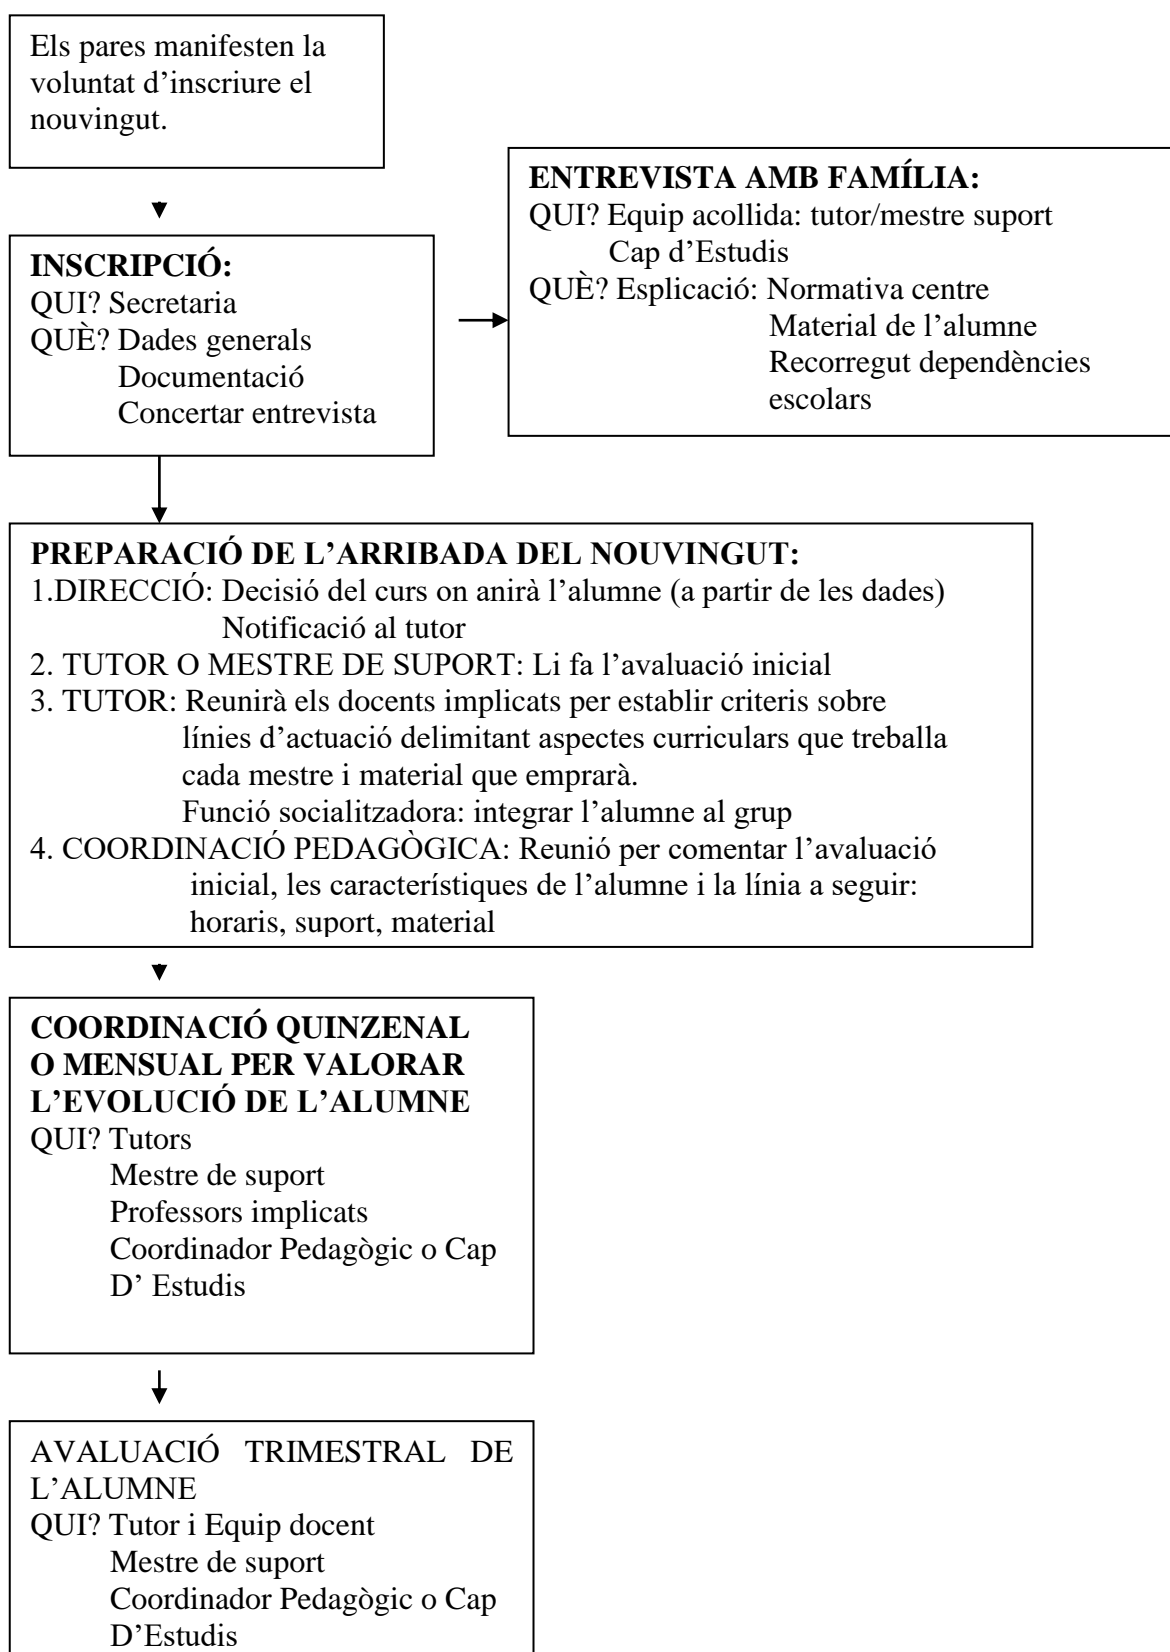 Els pares manifesten la
voluntat d’inscriure el
nouvingut.
ENTREVISTA AMB FAMÍLIA:
QUI? Equip acollida: tutor/mestre suport
Cap d’Estudis
QUÈ? Esplicació: Normativa centre
Material de l’alumne
Recorregut dependències
escolars
INSCRIPCIÓ:
QUI? Secretaria
QUÈ? Dades generals
Documentació
Concertar entrevista
PREPARACIÓ DE L’ARRIBADA DEL NOUVINGUT:
1.DIRECCIÓ: Decisió del curs on anirà l’alumne (a partir de les dades)
Notificació al tutor
2. TUTOR O MESTRE DE SUPORT: Li fa l’avaluació inicial
3. TUTOR: Reunirà els docents implicats per establir criteris sobre
línies d’actuació delimitant aspectes curriculars que treballa
cada mestre i material que emprarà.
Funció socialitzadora: integrar l’alumne al grup
4. COORDINACIÓ PEDAGÒGICA: Reunió per comentar l’avaluació
inicial, les característiques de l’alumne i la línia a seguir:
horaris, suport, material
COORDINACIÓ QUINZENAL
O MENSUAL PER VALORAR
L’EVOLUCIÓ DE L’ALUMNE
QUI? Tutors
Mestre de suport
Professors implicats
Coordinador Pedagògic o Cap
D’ Estudis
AVALUACIÓ TRIMESTRAL DE
L’ALUMNE
QUI? Tutor i Equip docent
Mestre de suport
Coordinador Pedagògic o Cap
D’Estudis